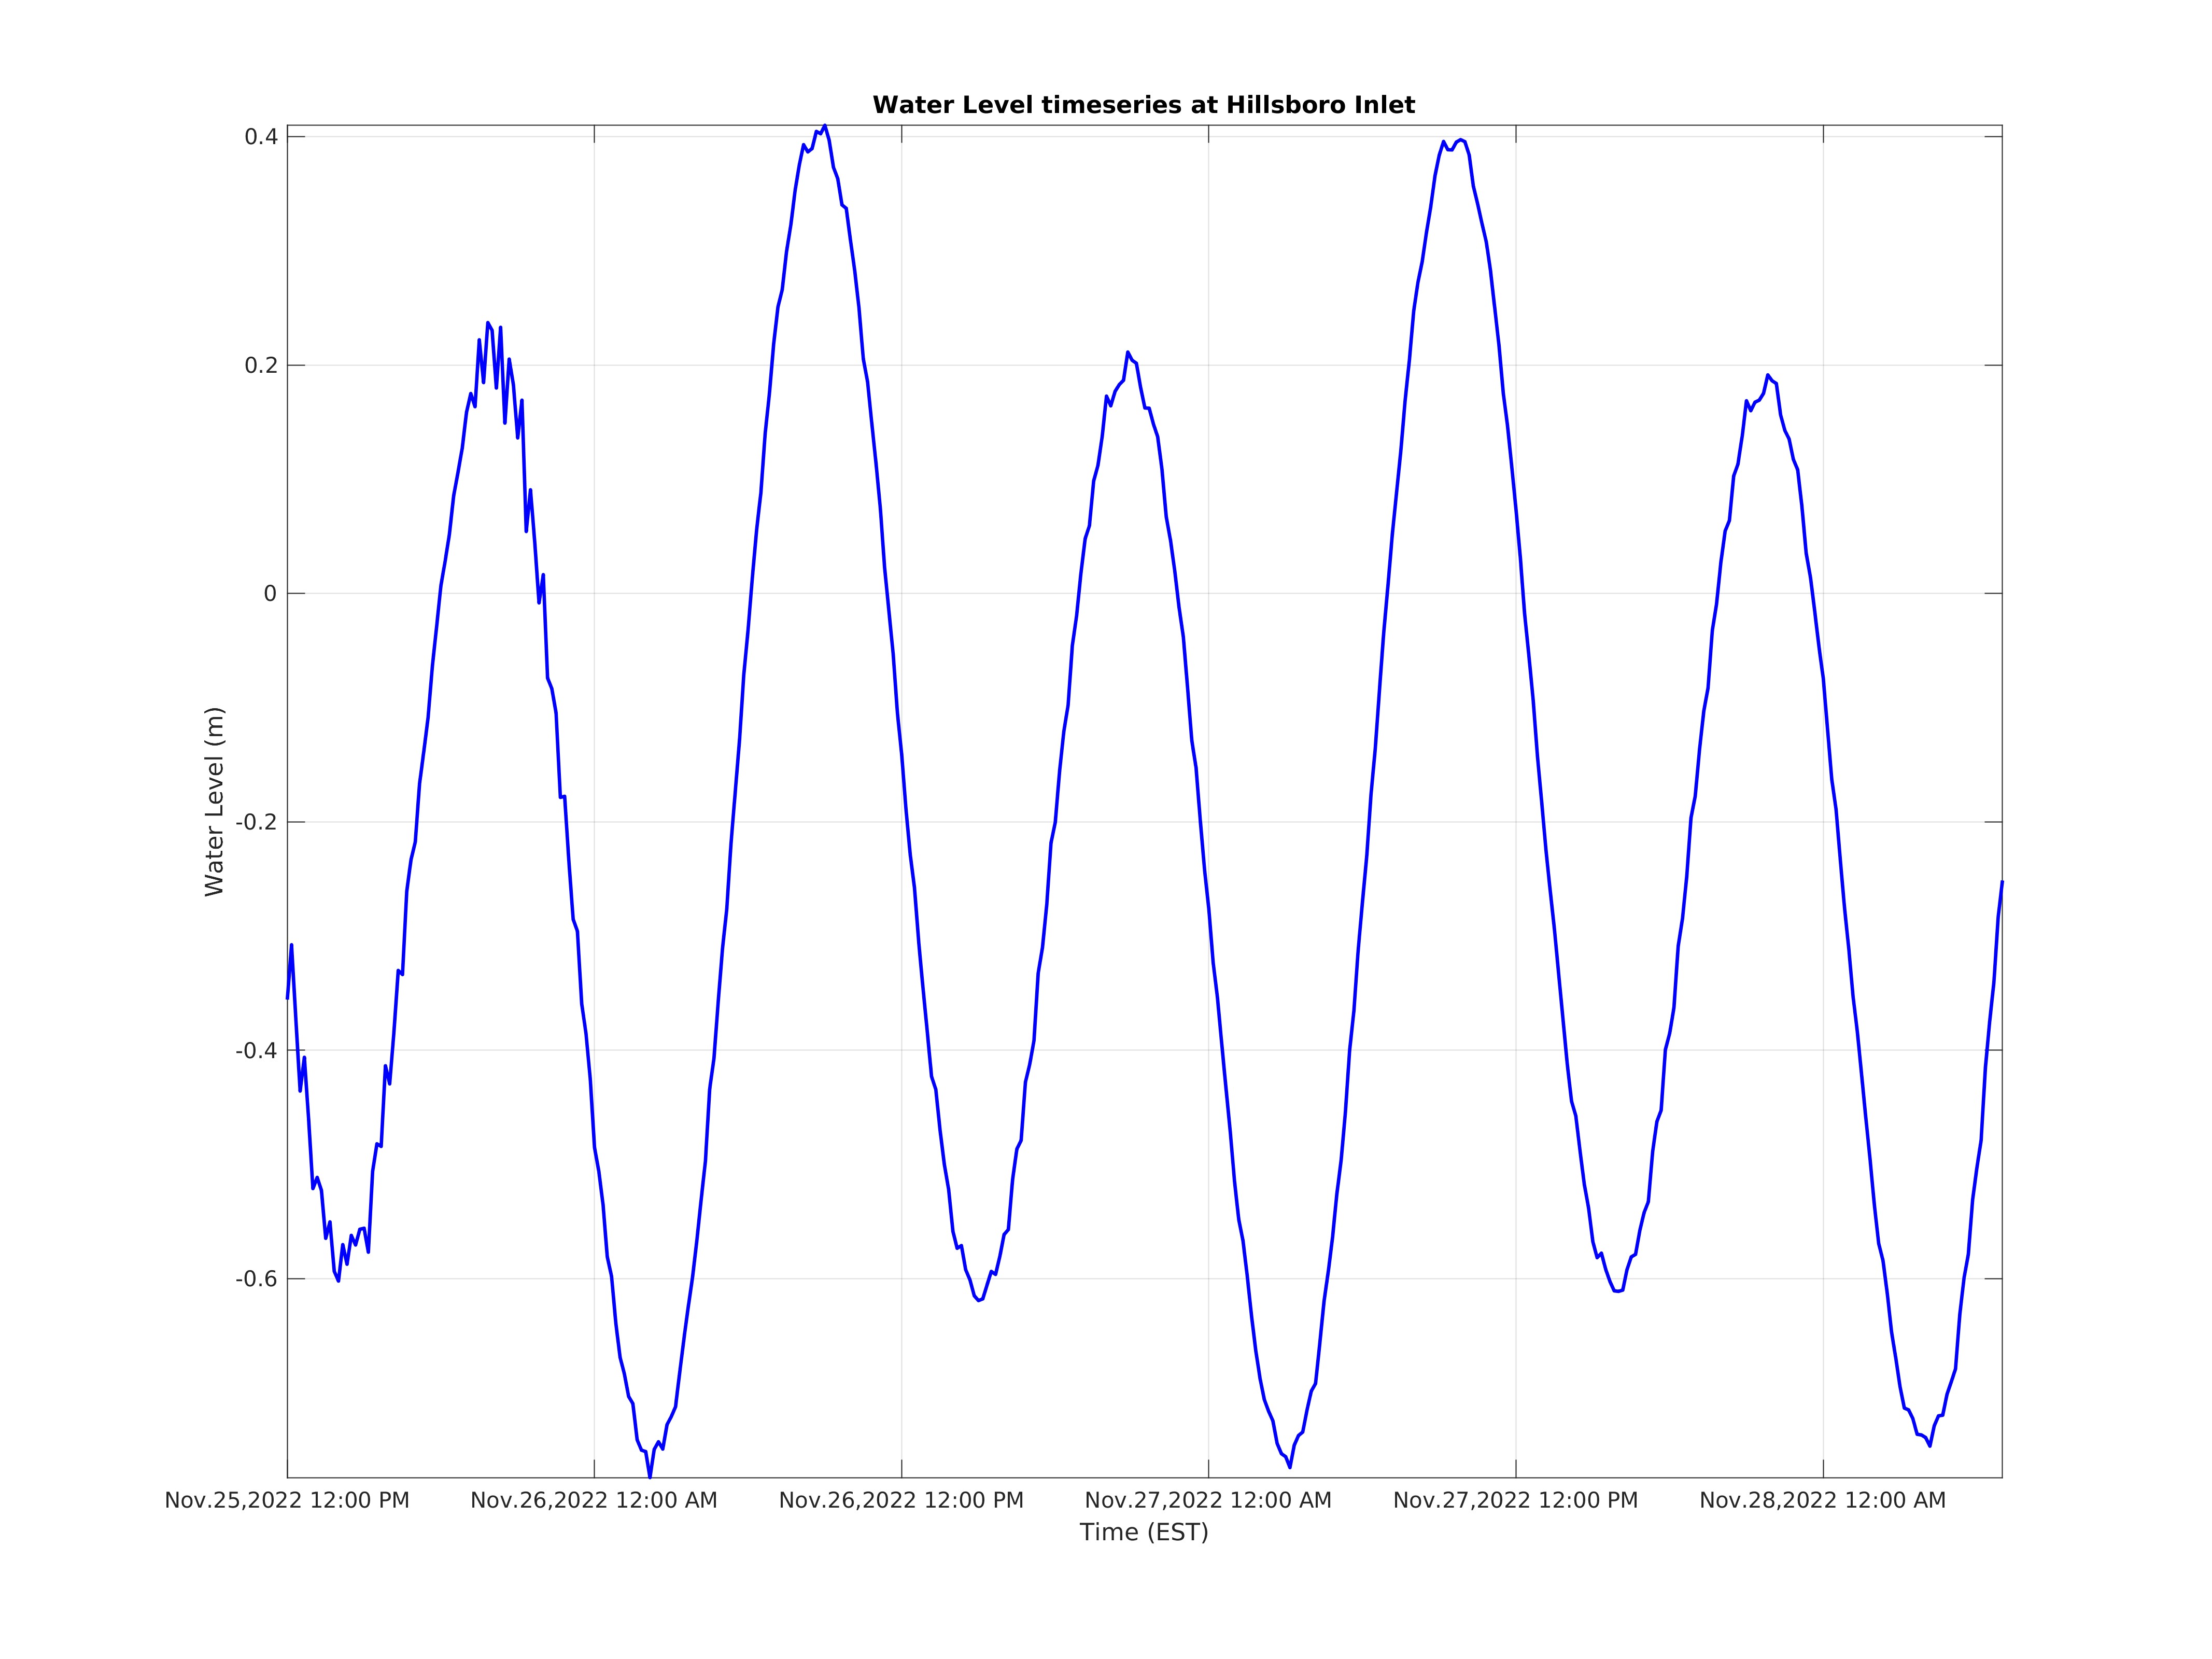 Water Level timeseries at Hillsboro Inlet
0.4
0.2
0
-0.2
-0.4
-0.6
Water Level (m)
Nov.25,2022 12:00 PM Nov.26,2022 12:00 AM Nov.26,2022 12:00 PM Nov.27,2022 12:00 AM Nov.27,2022 12:00 PM Nov.28,2022 12:00 AM
Time (EST)